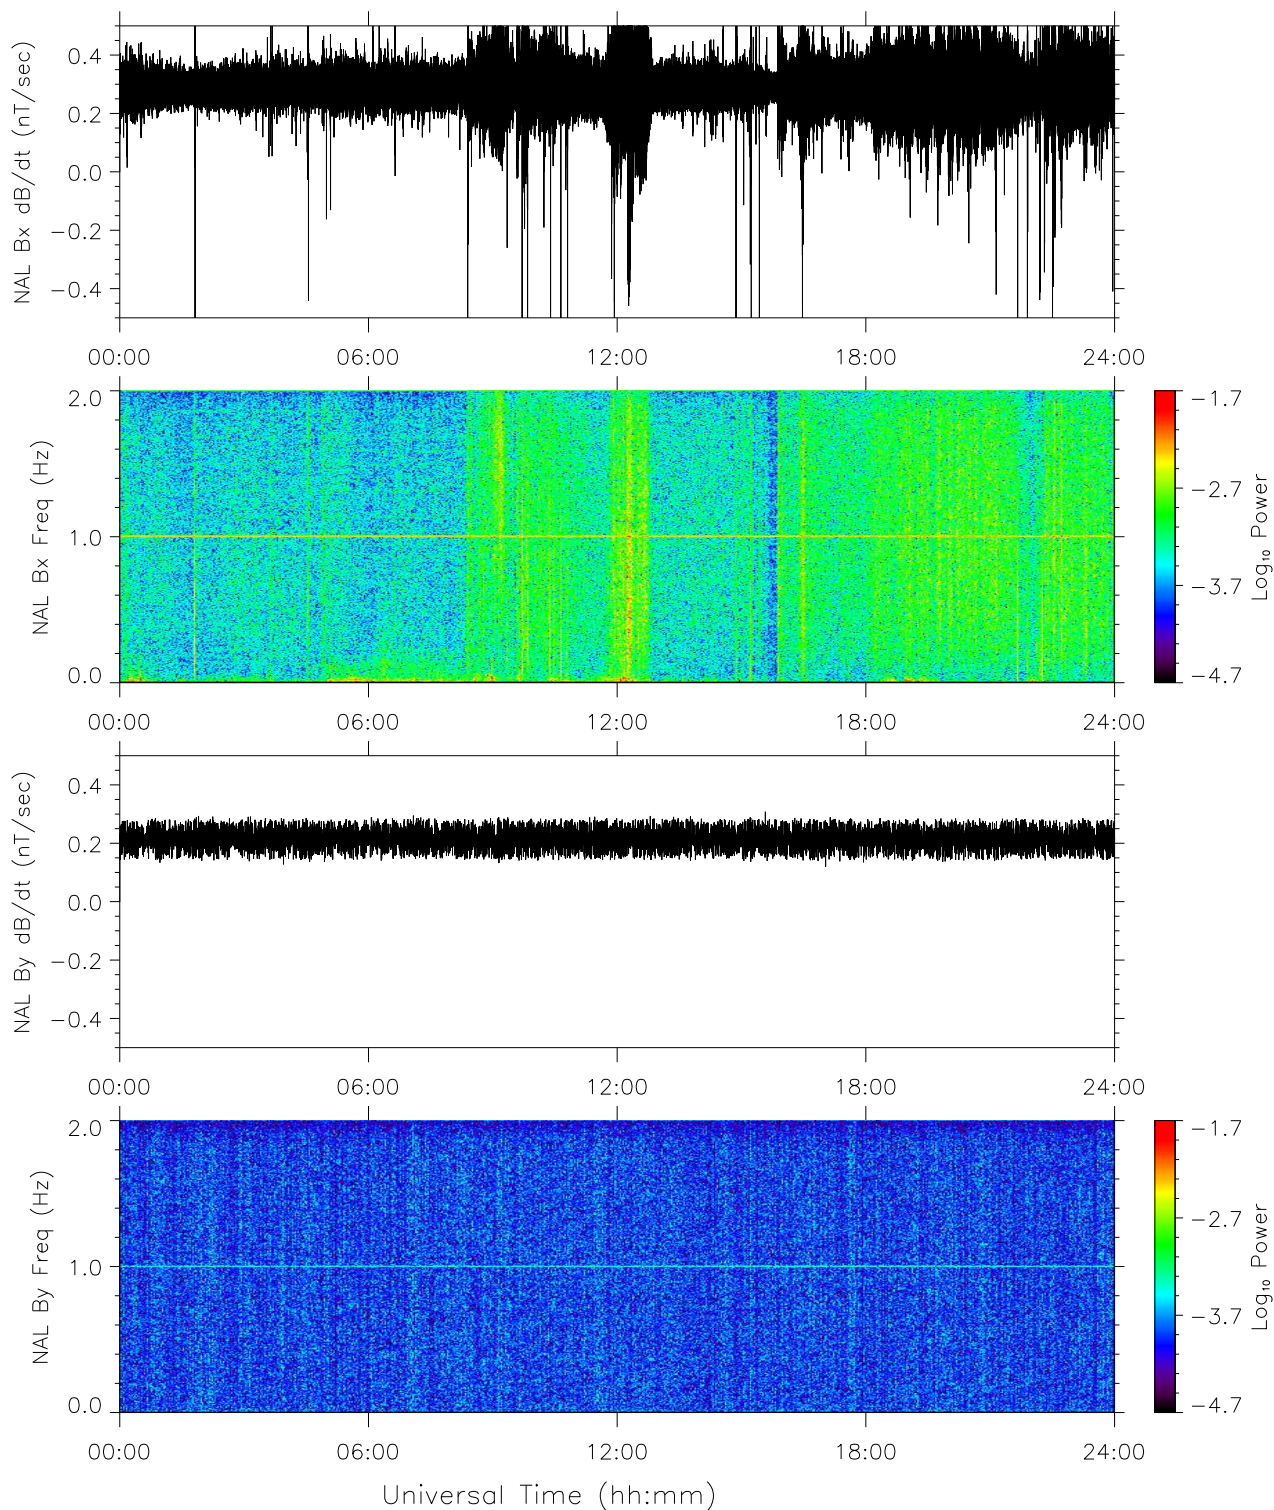 NAL Bx dB/dt (nT/sec)
0.4
0.2
0.0
−0.2
−0.4
00:00 06:00 12:00 18:00 24:00
NAL Bx Freq (Hz)
2.0
1.0
0.0
00:00 06:00 12:00 18:00 24:00
−1.7
−2.7
−3.7
−4.7
Log₁₀ Power
NAL By dB/dt (nT/sec)
0.4
0.2
0.0
−0.2
−0.4
00:00 06:00 12:00 18:00 24:00
NAL By Freq (Hz)
2.0
1.0
0.0
00:00 06:00 12:00 18:00 24:00
−1.7
−2.7
−3.7
−4.7
Log₁₀ Power
Universal Time (hh:mm)